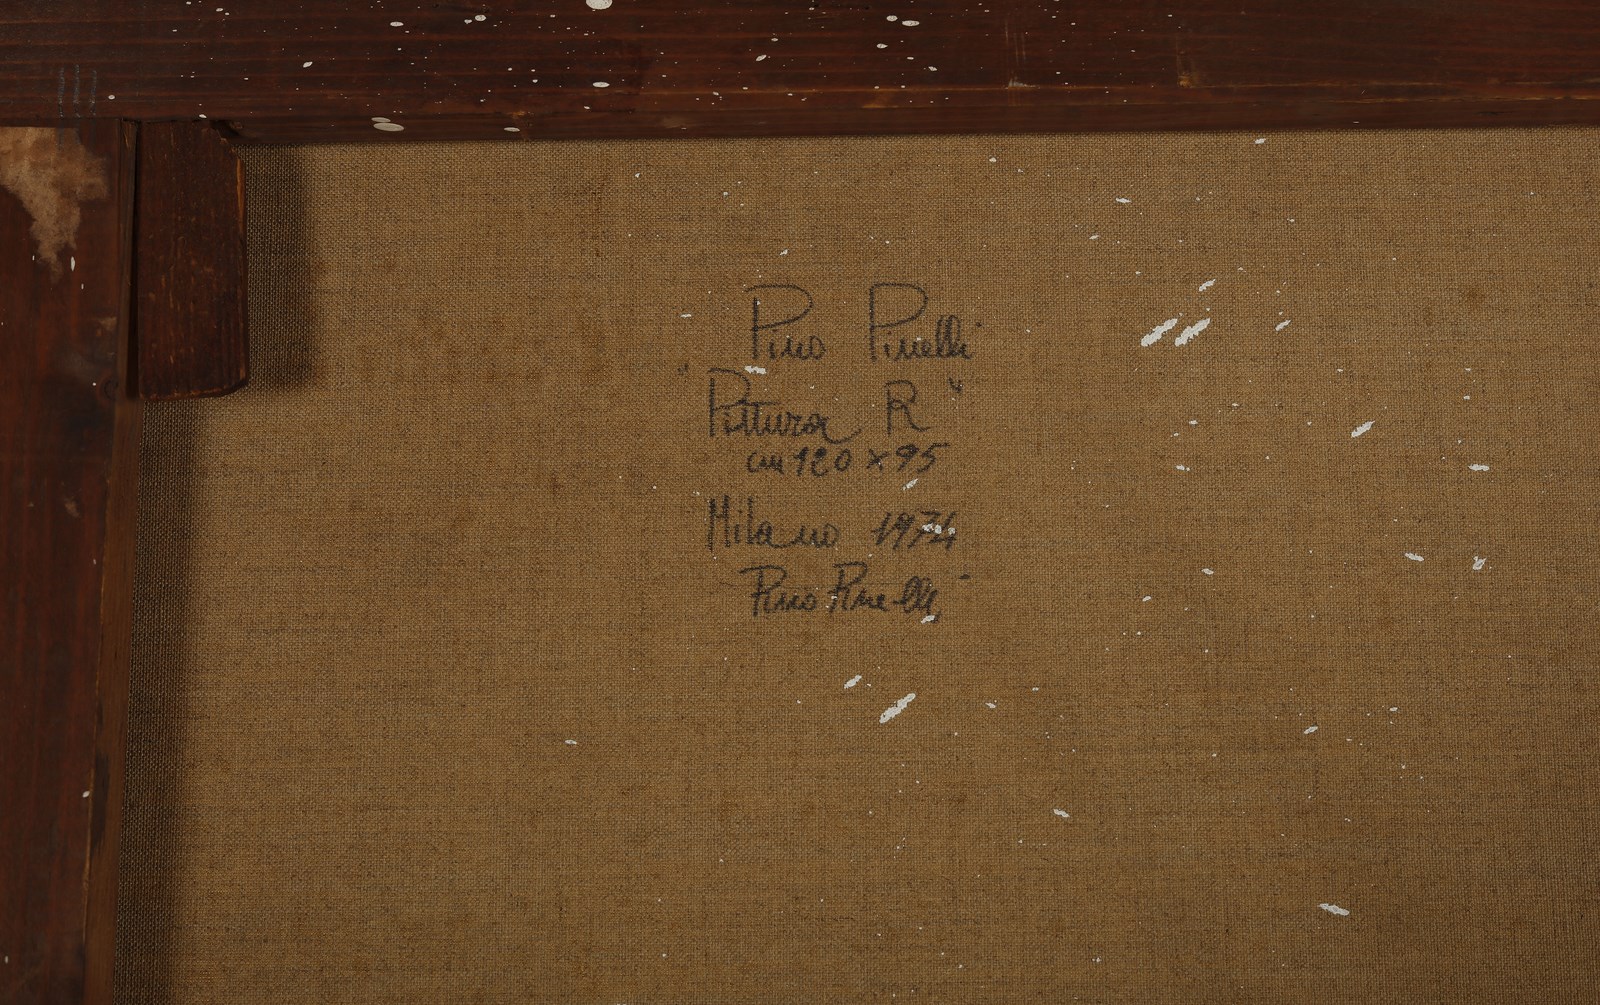 Pino Pinelli
"Pittura R"
cm 120 x 95
Milano 1974
Pino Pinelli